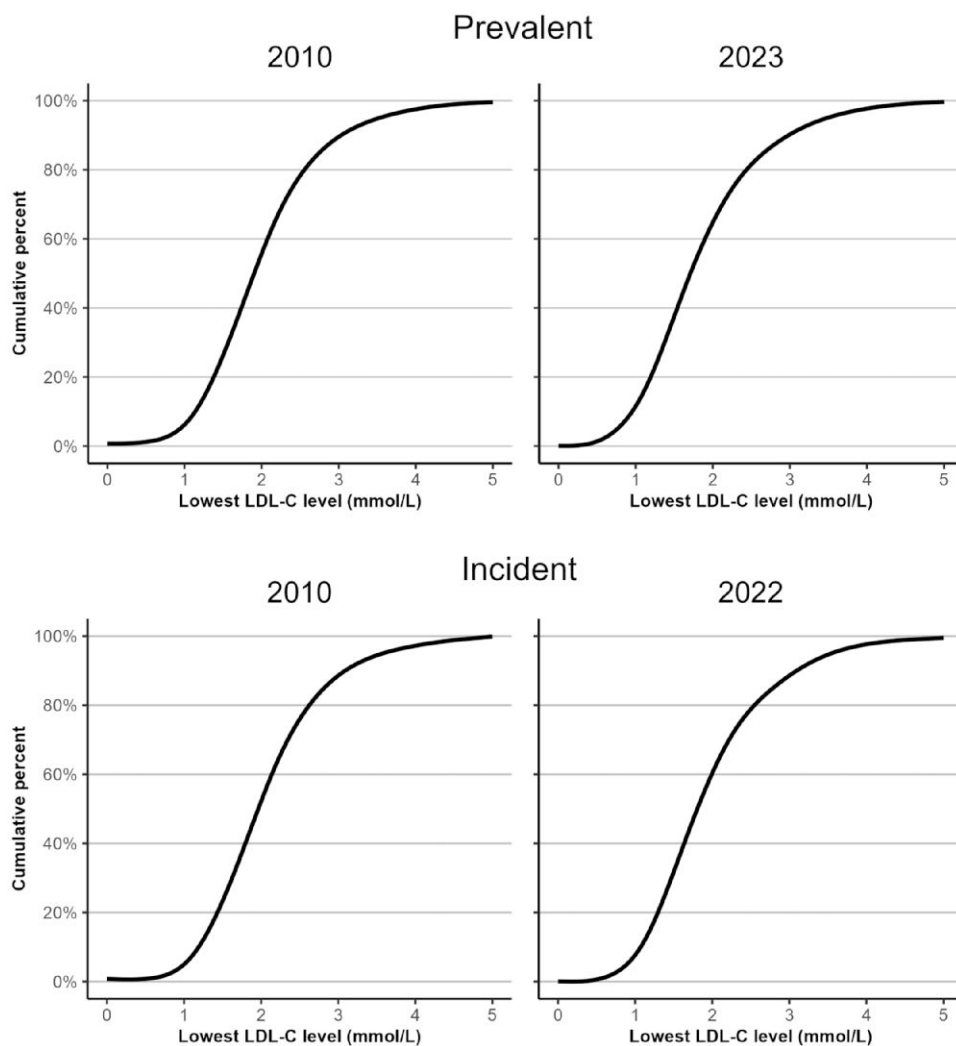 Prevalent
2010 2023
100%
80%
60%
40%
20%
0%
Cumulative percent
0 1 2 3 4 5 0 1 2 3 4 5
Lowest LDL-C level (mmol/L) Lowest LDL-C level (mmol/L)
Incident
2010 2022
100%
80%
60%
40%
20%
0%
Cumulative percent
0 1 2 3 4 5 0 1 2 3 4 5
Lowest LDL-C level (mmol/L) Lowest LDL-C level (mmol/L)